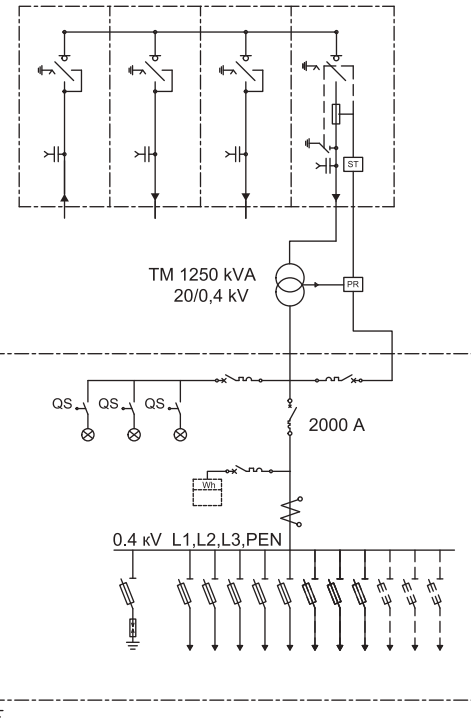 ST
TM 1250 kVA
20/0,4 kV
PR
QS QS QS
2000 A
Wh
0.4 кV L1,L2,L3,PEN